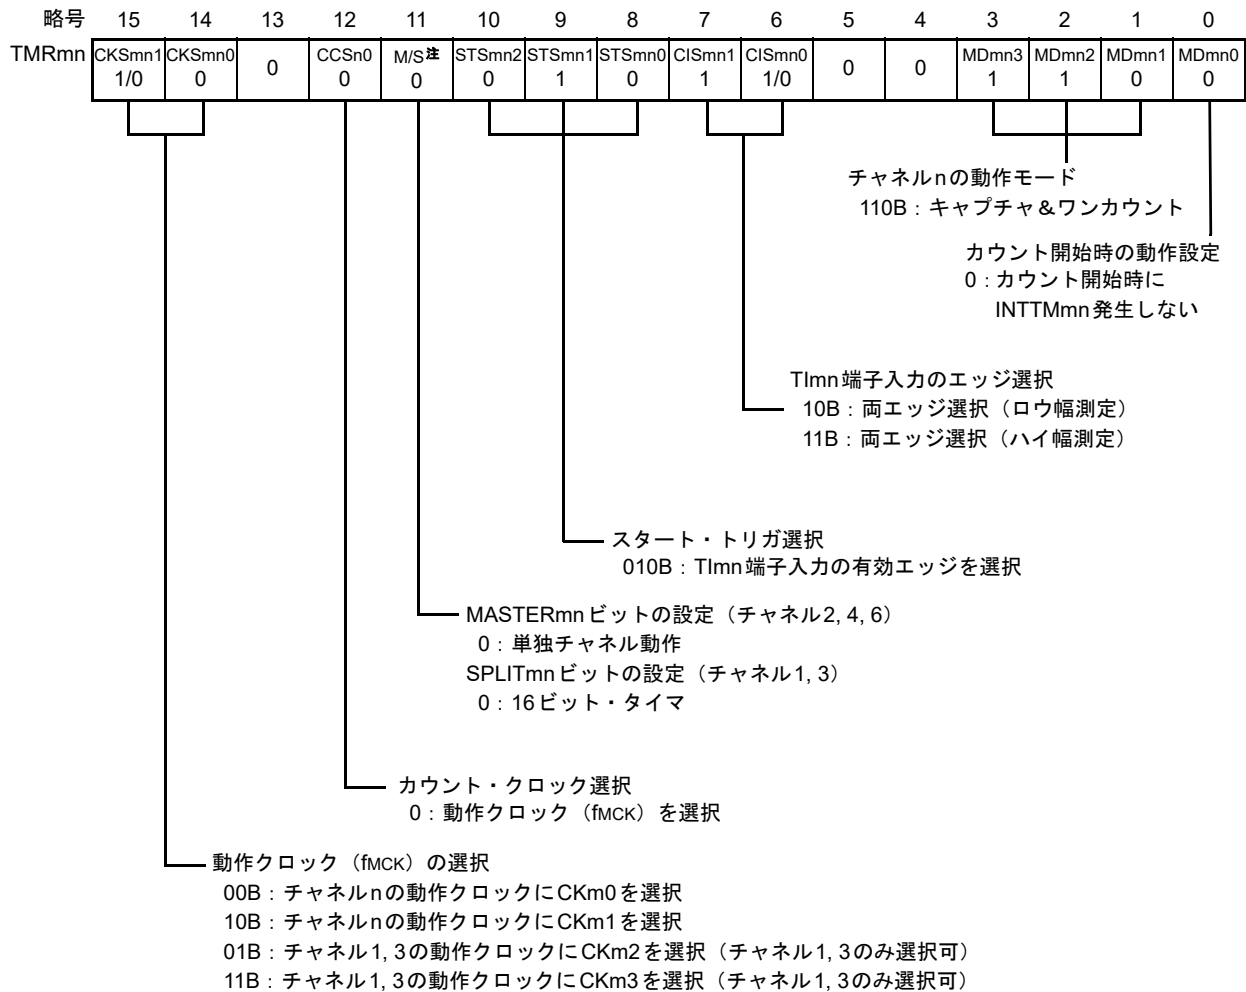 略号 15 14 13 12 11 10 9 8 7 6 5 4 3 2 1 0
TMRmn CKSmn1 CKSmn0 0 CCSn0 M/S注 STSmn2 STSmn1 STSmn0 CISmn1 CISmn0 0 0 MDmn3 MDmn2 MDmn1 MDmn0
1/0 0 0 0 0 1 0 1 1/0 1 1 0 0
チャネルnの動作モード
110B：キャプチャ＆ワンカウント
カウント開始時の動作設定
0：カウント開始時に
INTTMmn発生しない
TImn端子入力のエッジ選択
10B：両エッジ選択（ロウ幅測定）
11B：両エッジ選択（ハイ幅測定）
スタート・トリガ選択
010B：TImn端子入力の有効エッジを選択
MASTERmnビットの設定（チャネル2, 4, 6）
0：単独チャネル動作
SPLITmnビットの設定（チャネル1, 3）
0：16ビット・タイマ
カウント・クロック選択
0：動作クロック（fMCK）を選択
動作クロック（fMCK）の選択
00B：チャネルnの動作クロックにCKm0を選択
10B：チャネルnの動作クロックにCKm1を選択
01B：チャネル1, 3の動作クロックにCKm2を選択（チャネル1, 3のみ選択可）
11B：チャネル1, 3の動作クロックにCKm3を選択（チャネル1, 3のみ選択可）